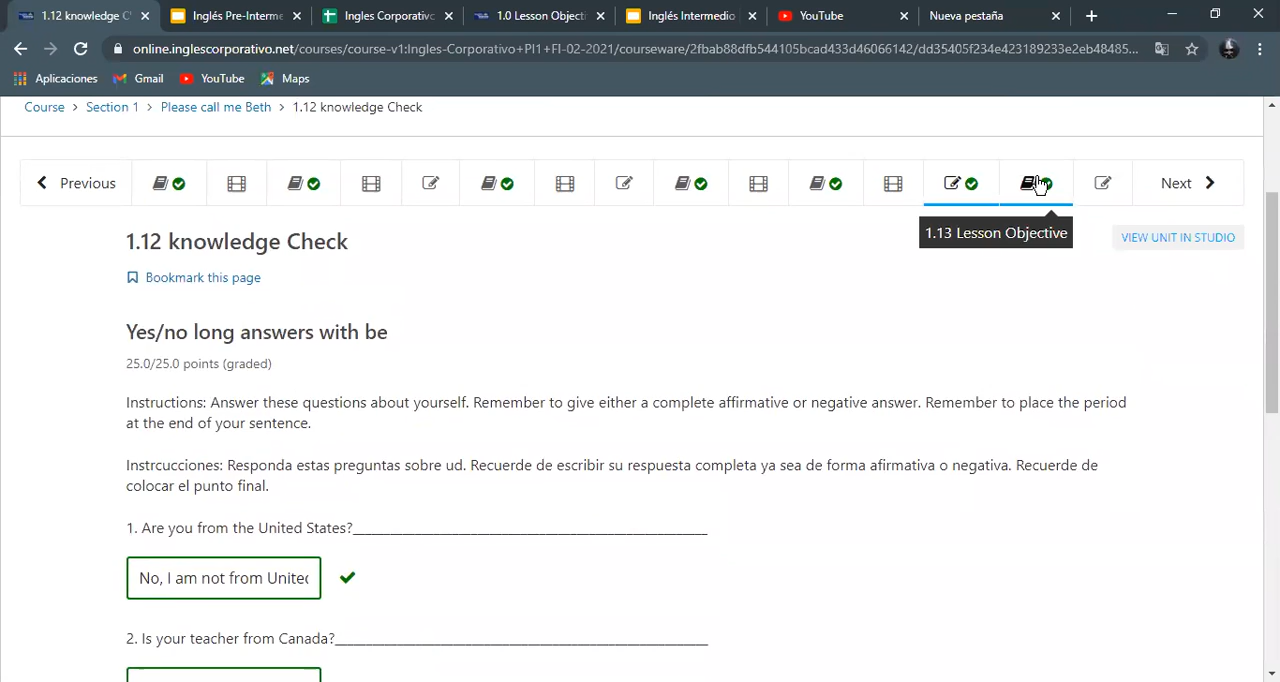 1.12 knowledge C
Inglés Pre-Interme
Ingles Corporativo
1.0 Lesson Objecti
Inglés Intermedio
YouTube
Nueva pestaña
online.inglescorporativo.net/courses/course-v1:Ingles-Corporativo+PI1+FI-02-2021/courseware/2fbab88dfb544105bcad433d46066142/dd35405f234e423189233e2eb48485...
Aplicaciones
Gmail
YouTube
Maps
Course > Section 1 > Please call me Beth > 1.12 knowledge Check
Previous
Next
1.13 Lesson Objective
1.12 knowledge Check
VIEW UNIT IN STUDIO
Bookmark this page
Yes/no long answers with be
25.0/25.0 points (graded)
Instructions: Answer these questions about yourself. Remember to give either a complete affirmative or negative answer. Remember to place the period
at the end of your sentence.
Instrcucciones: Responda estas preguntas sobre ud. Recuerde de escribir su respuesta completa ya sea de forma afirmativa o negativa. Recuerde de
colocar el punto final.
1. Are you from the United States?__________________________________________________
No, I am not from United
2. Is your teacher from Canada?____________________________________________________